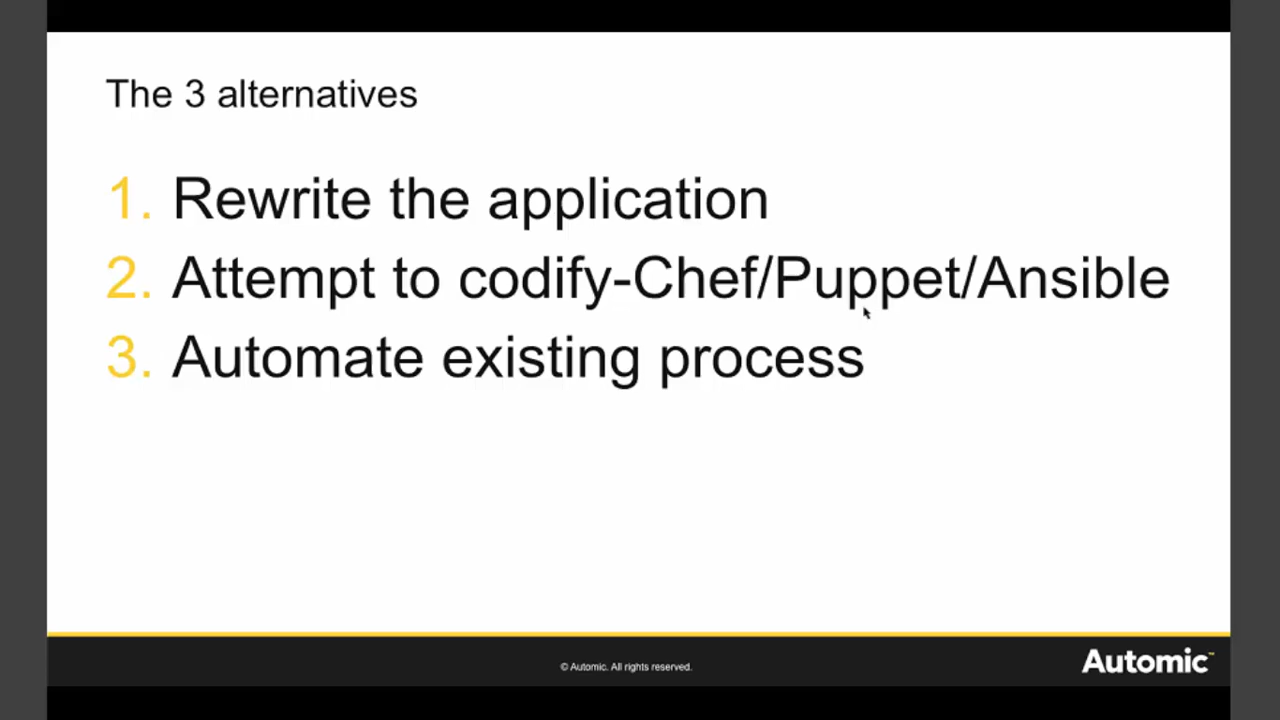 The 3 alternatives
1. Rewrite the application
2. Attempt to codify-Chef/Puppet/Ansible
3. Automate existing process
© Automic. All rights reserved.
Automic™